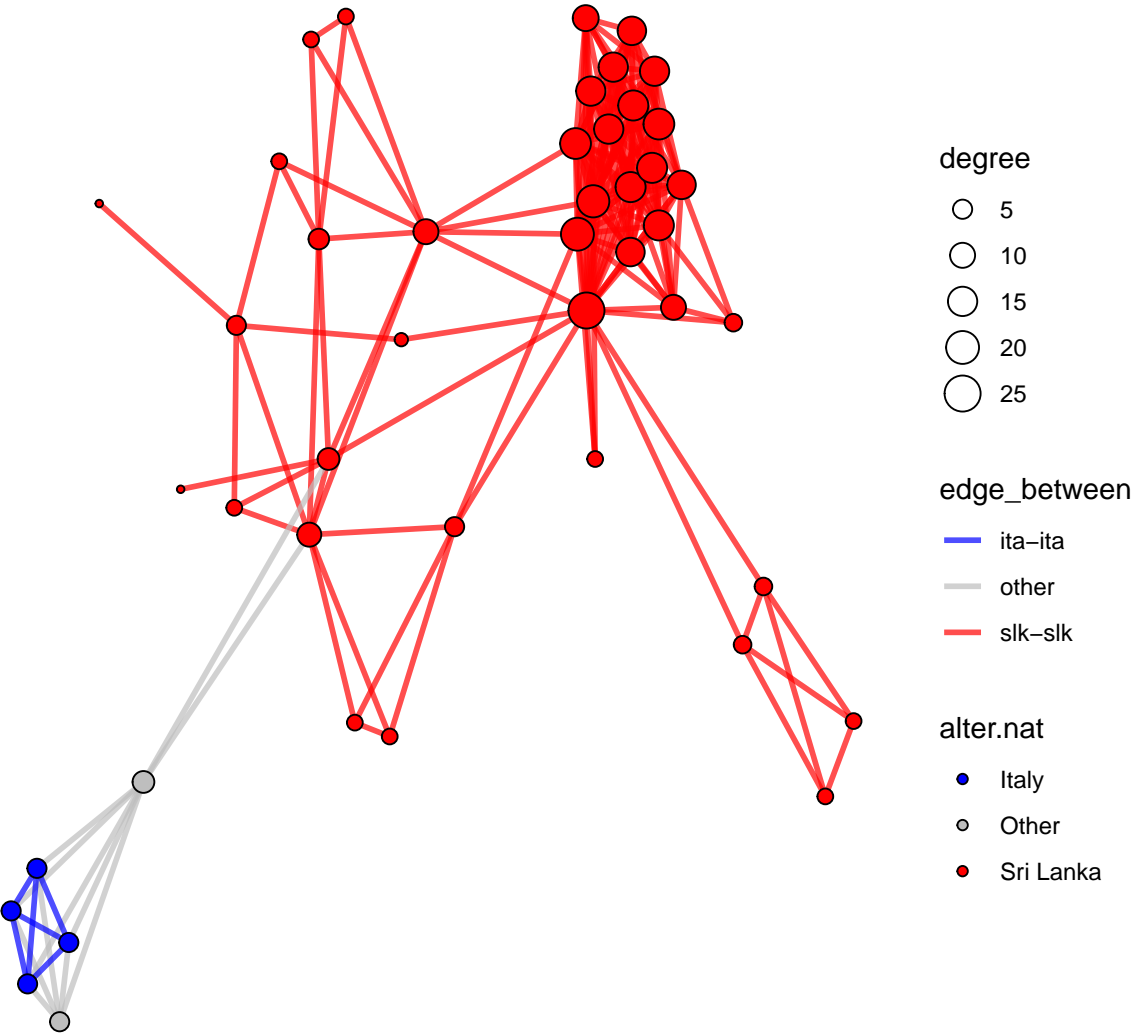 degree
5
10
15
20
25
edge_between
ita−ita
other
slk−slk
alter.nat
Italy
Other
Sri Lanka